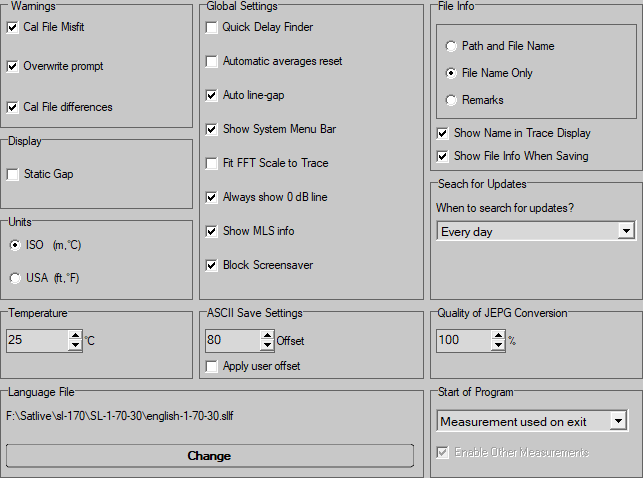 Warnings
Cal File Misfit
Overwrite prompt
Cal File differences
Display
Static Gap
Units
ISO (m,°C)
USA (ft,°F)
Temperature
25 °C
Global Settings
Quick Delay Finder
Automatic averages reset
Auto line-gap
Show System Menu Bar
Fit FFT Scale to Trace
Always show 0 dB line
Show MLS info
Block Screensaver
ASCII Save Settings
80 Offset
Apply user offset
File Info
Path and File Name
File Name Only
Remarks
Show Name in Trace Display
Show File Info When Saving
Seach for Updates
When to search for updates?
Every day
Quality of JEPG Conversion
100 %
Language File
F:\Satlive\sl-170\SL-1-70-30\english-1-70-30.sllf
Change
Start of Program
Measurement used on exit
Enable Other Measurements